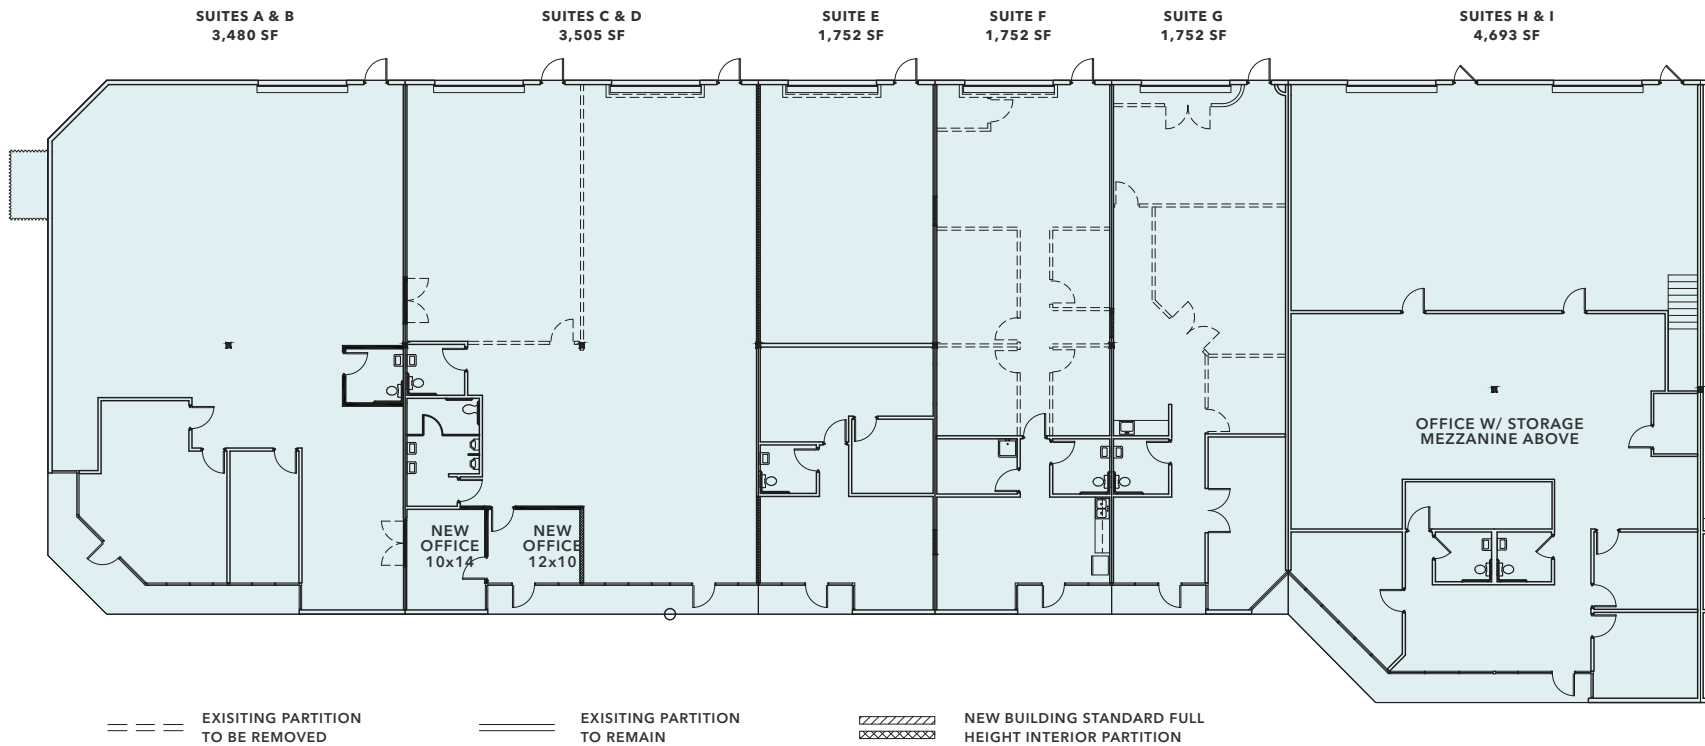 SUITES A & B
3,480 SF
SUITES C & D
3,505 SF
SUITE E
1,752 SF
SUITE F
1,752 SF
SUITE G
1,752 SF
SUITES H & I
4,693 SF
OFFICE W/ STORAGE
MEZZANINE ABOVE
NEW
OFFICE
10x14
NEW
OFFICE
12x10
EXISITING PARTITION
TO BE REMOVED
EXISITING PARTITION
TO REMAIN
NEW BUILDING STANDARD FULL
HEIGHT INTERIOR PARTITION